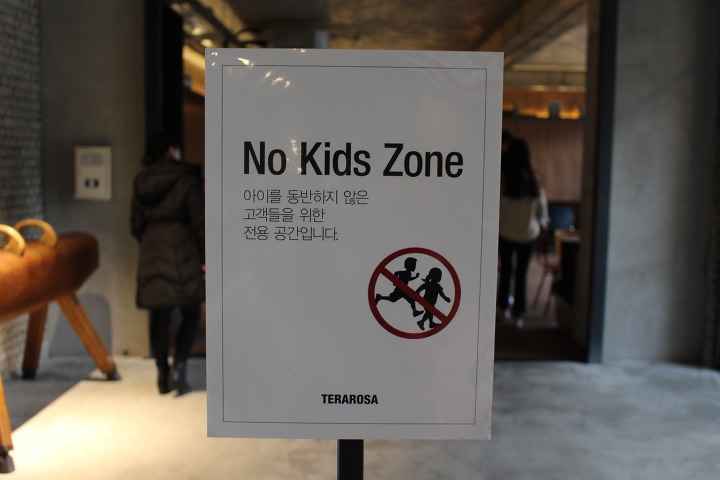 No Kids Zone
아이를 동반하지 않은
고객들을 위한
전용 공간입니다.
TERAROSA